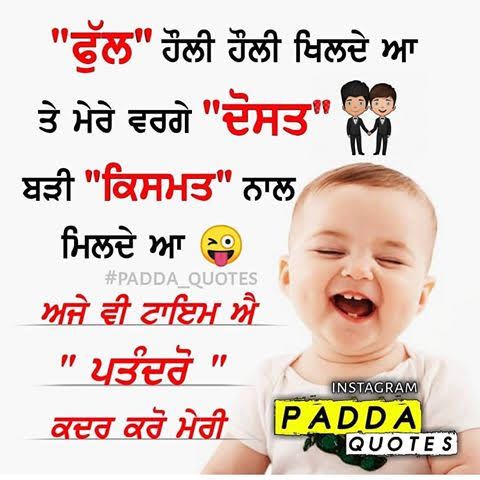 "ਫੁੱਲ" ਹੌਲੀ ਹੌਲੀ ਖਿਲਦੇ ਆ
ਤੇ ਮੇਰੇ ਵਰਗੇ "ਦੋਸਤ"
ਬੜੀ "ਕਿਸਮਤ" ਨਾਲ
ਮਿਲਦੇ ਆ 😜
#PADDA_QUOTES
ਅਜੇ ਵੀ ਟਾਇਮ ਐ
" ਪਤੰਦਰੋ "
ਕਦਰ ਕਰੋ ਮੇਰੀ
INSTAGRAM
PADDA
QUOTES